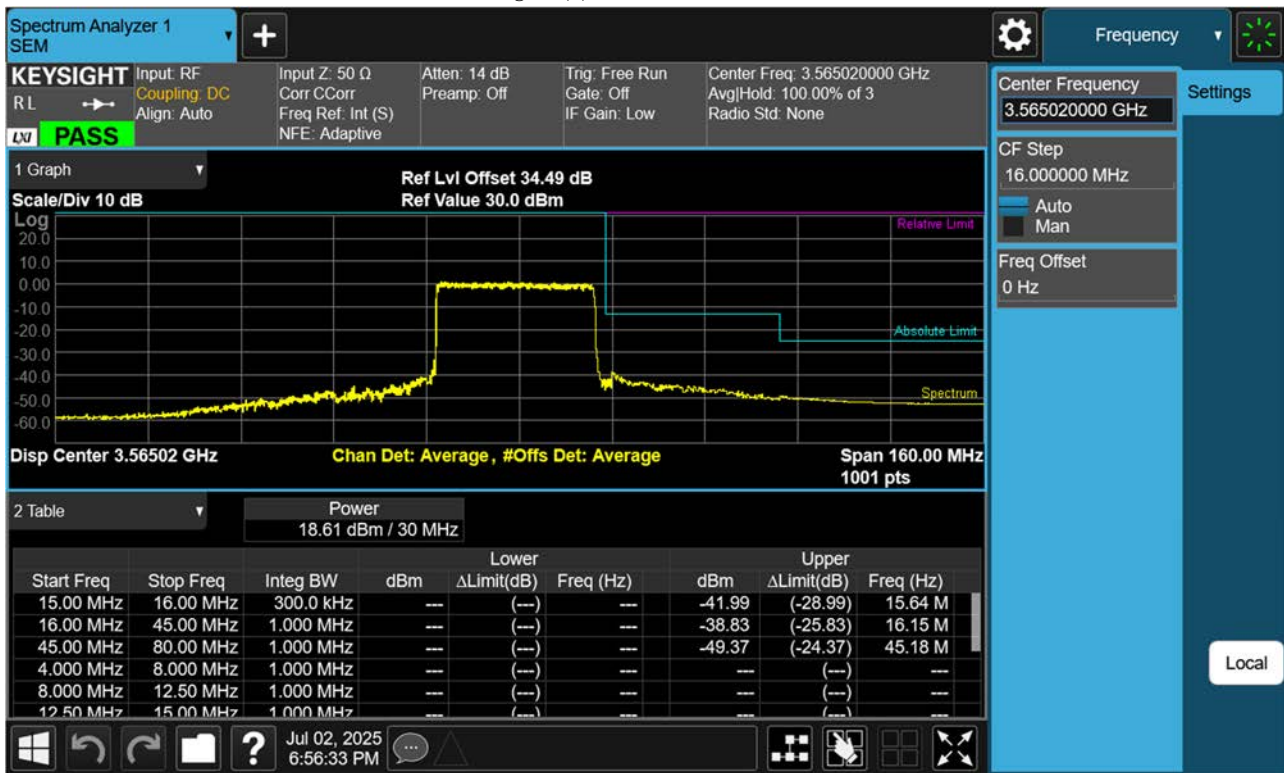 Spectrum Analyzer 1
SEM
Frequency
KEYSIGHT
R L
LXI PASS
Input: RF
Coupling: DC
Align: Auto
Input Z: 50 Ω
Corr CCorr
Freq Ref: Int (S)
NFE: Adaptive
Atten: 14 dB
Preamp: Off
Trig: Free Run
Gate: Off
IF Gain: Low
Center Freq: 3.565020000 GHz
Avg|Hold: 100.00% of 3
Radio Std: None
Center Frequency
3.565020000 GHz
Settings
CF Step
16.000000 MHz
Auto
Man
Freq Offset
0 Hz
Local
1 Graph
Scale/Div 10 dB
Ref Lvl Offset 34.49 dB
Ref Value 30.0 dBm
Log
20.0
10.0
0.00
-10.0
-20.0
-30.0
-40.0
-50.0
-60.0
Relative Limit
Absolute Limit
Spectrum
Disp Center 3.56502 GHz
Chan Det: Average, #Offs Det: Average
Span 160.00 MHz
1001 pts
2 Table
Power
18.61 dBm / 30 MHz
Lower Upper
Start Freq Stop Freq Integ BW dBm ΔLimit(dB) Freq (Hz) dBm ΔLimit(dB) Freq (Hz)
15.00 MHz 16.00 MHz 300.0 kHz --- (---) --- -41.99 (-28.99) 15.64 M
16.00 MHz 45.00 MHz 1.000 MHz --- (---) --- -38.83 (-25.83) 16.15 M
45.00 MHz 80.00 MHz 1.000 MHz --- (---) --- -49.37 (-24.37) 45.18 M
4.000 MHz 8.000 MHz 1.000 MHz --- (---) --- --- (---) ---
8.000 MHz 12.50 MHz 1.000 MHz --- (---) --- --- (---) ---
12.50 MHz 15.00 MHz 1.000 MHz --- (---) --- --- (---) ---
? Jul 02, 2025
6:56:33 PM